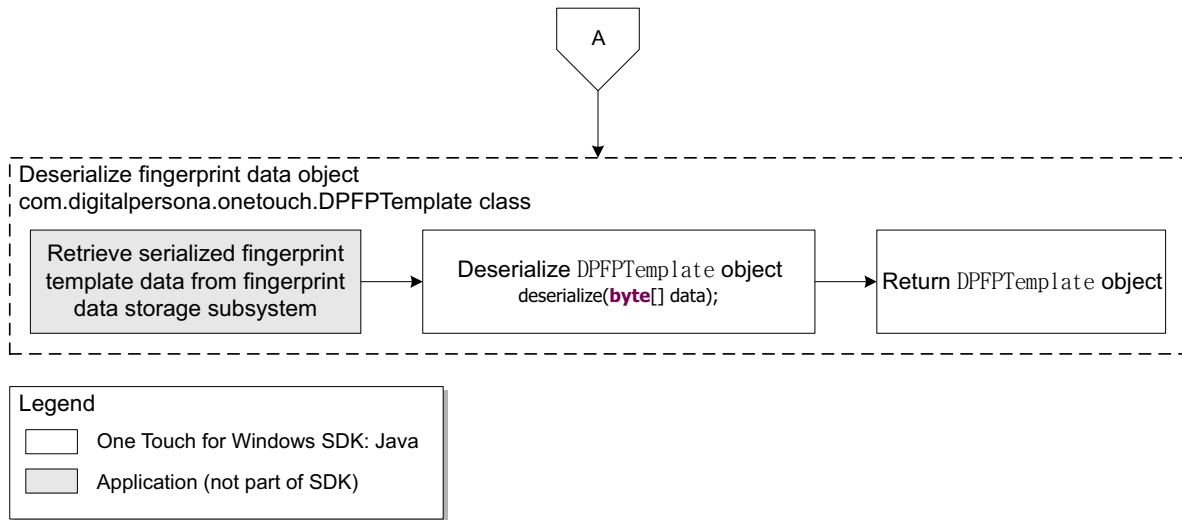 A
Deserialize fingerprint data object
com.digitalpersona.onetouch.DPFPTemplate class
Retrieve serialized fingerprint
template data from fingerprint
data storage subsystem
Deserialize DPFPTemplate object
deserialize(byte[] data);
Return DPFPTemplate object
Legend
One Touch for Windows SDK: Java
Application (not part of SDK)